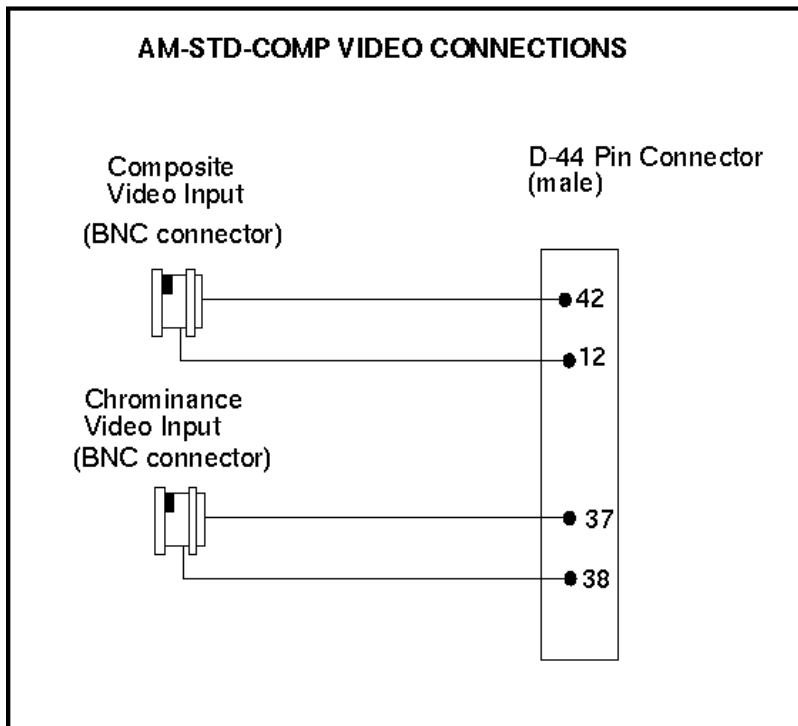 AM-STD-COMP VIDEO CONNECTIONS
Composite
Video Input
(BNC connector)
D-44 Pin Connector
(male)
42
12
Chrominance
Video Input
(BNC connector)
37
38